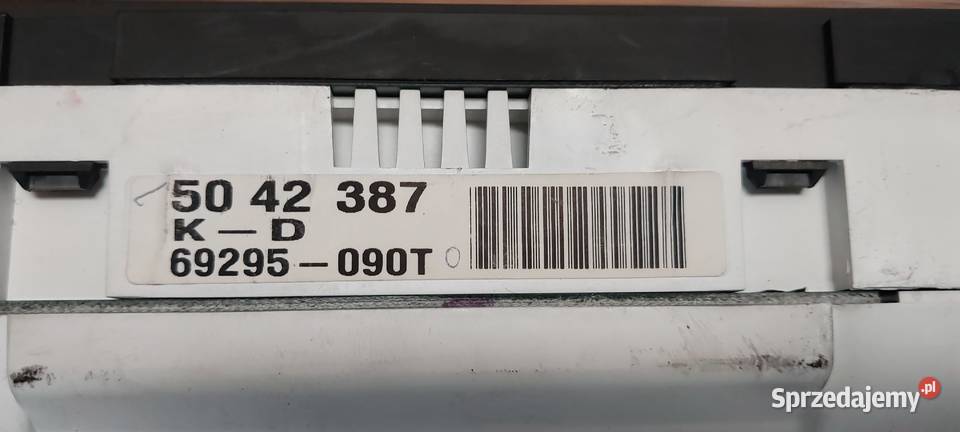 50 42 387
K – D
69295 – 090T
Sprzedajemy.pl